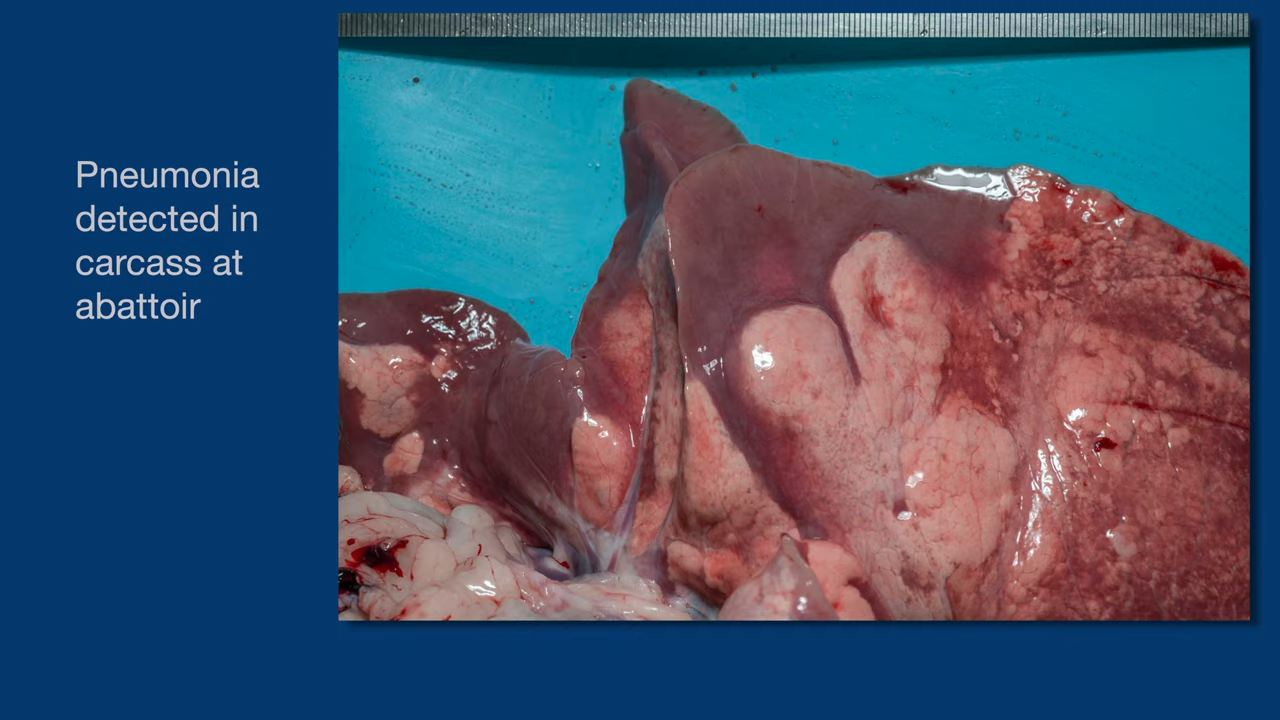 Pneumonia
detected in
carcass at
abattoir